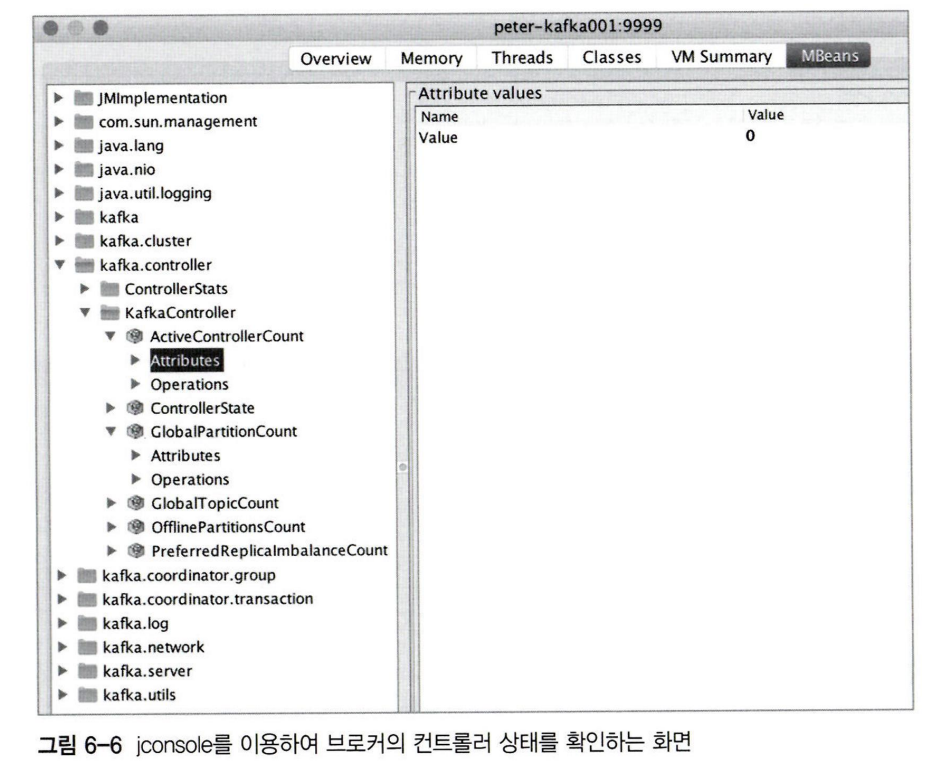 peter-kafka001:9999
Overview Memory Threads Classes VM Summary MBeans
JMImplementation
com.sun.management
java.lang
java.nio
java.util.logging
kafka
kafka.cluster
kafka.controller
ControllerStats
KafkaController
ActiveControllerCount
Attributes
Operations
ControllerState
GlobalPartitionCount
Attributes
Operations
GlobalTopicCount
OfflinePartitionsCount
PreferredReplicaImbalanceCount
kafka.coordinator.group
kafka.coordinator.transaction
kafka.log
kafka.network
kafka.server
kafka.utils
Attribute values
Name Value
Value 0
그림 6-6 jconsole를 이용하여 브로커의 컨트롤러 상태를 확인하는 화면